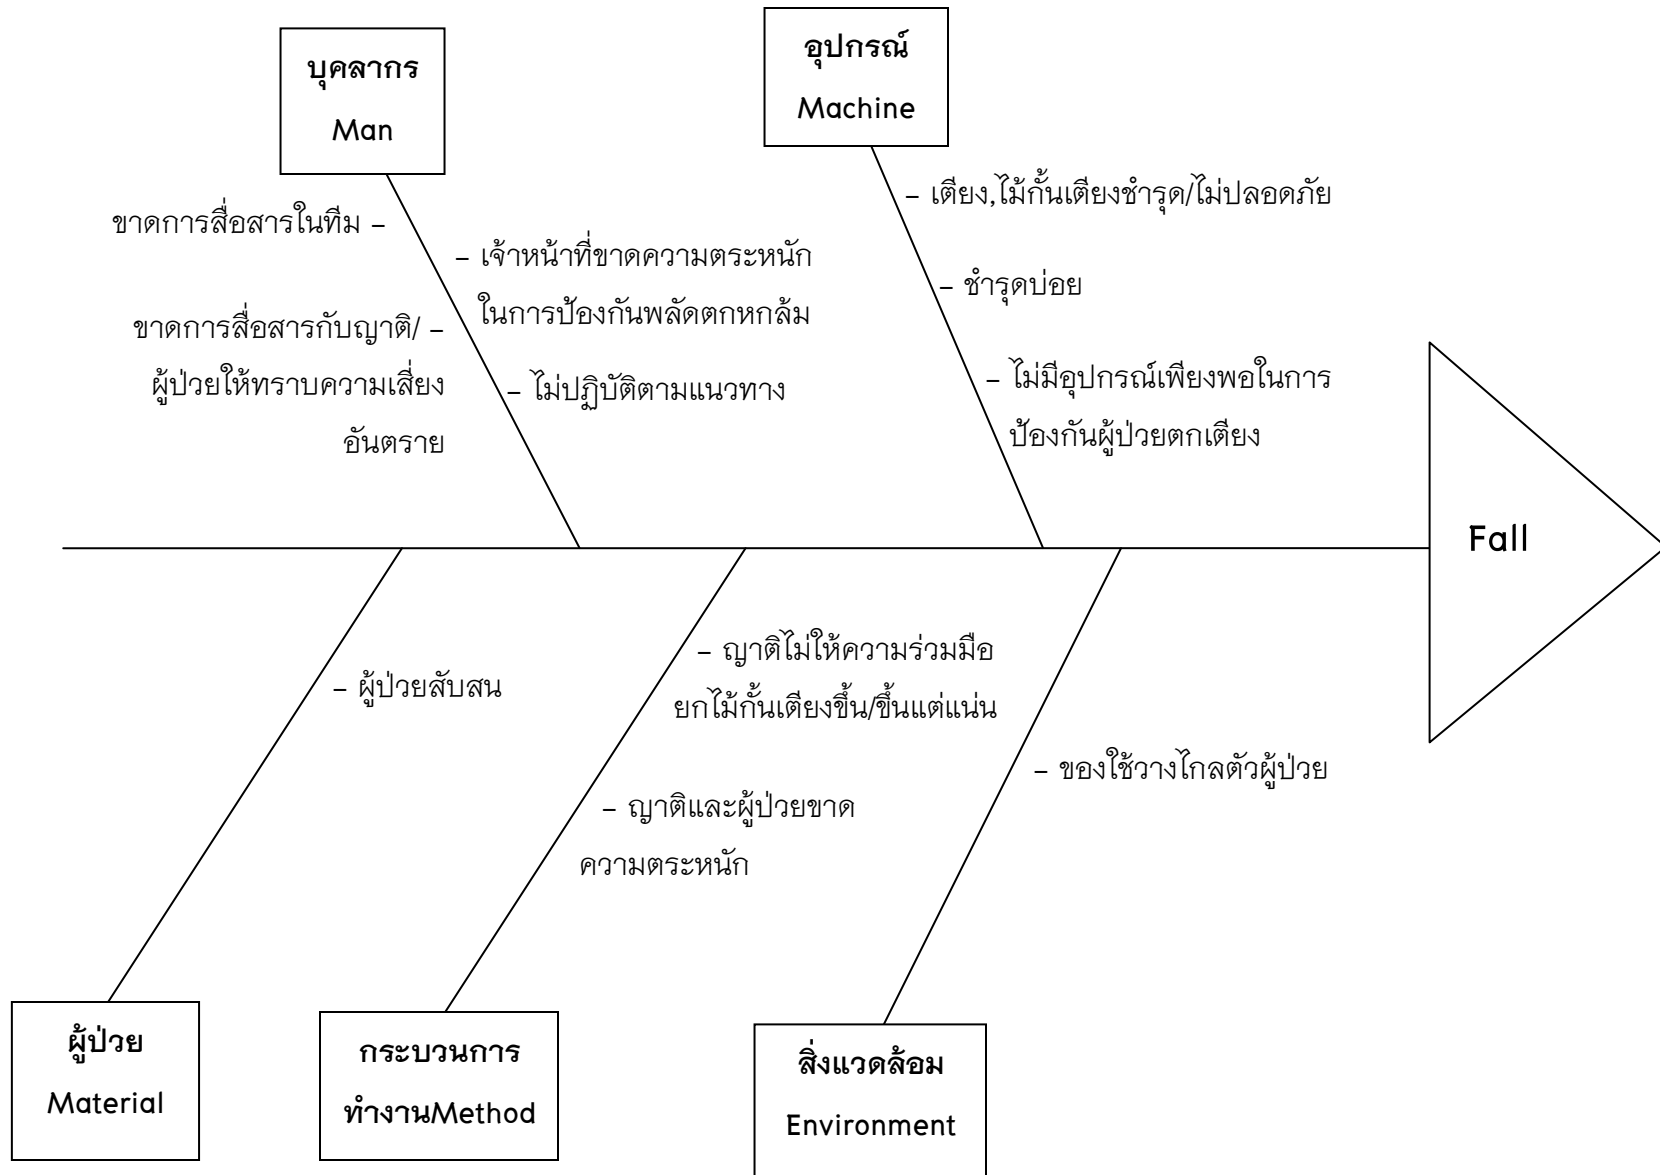 บุคลากร
Man
อุปกรณ์
Machine
ขาดการสื่อสารในทีม –
– เจ้าหน้าที่ขาดความตระหนัก
ในการป้องกันพลัดตกหกล้ม
ขาดการสื่อสารกับญาติ/ –
ผู้ป่วยให้ทราบความเสี่ยง
อันตราย
– ไม่ปฏิบัติตามแนวทาง
– เตียง,ไม้กั้นเตียงชำรุด/ไม่ปลอดภัย
– ชำรุดบ่อย
– ไม่มีอุปกรณ์เพียงพอในการ
ป้องกันผู้ป่วยตกเตียง
Fall
– ผู้ป่วยสับสน
– ญาติไม่ให้ความร่วมมือ
ยกไม้กั้นเตียงขึ้น/ขึ้นแต่แน่น
– ญาติและผู้ป่วยขาด
ความตระหนัก
– ของใช้วางไกลตัวผู้ป่วย
ผู้ป่วย
Material
กระบวนการ
ทำงานMethod
สิ่งแวดล้อม
Environment